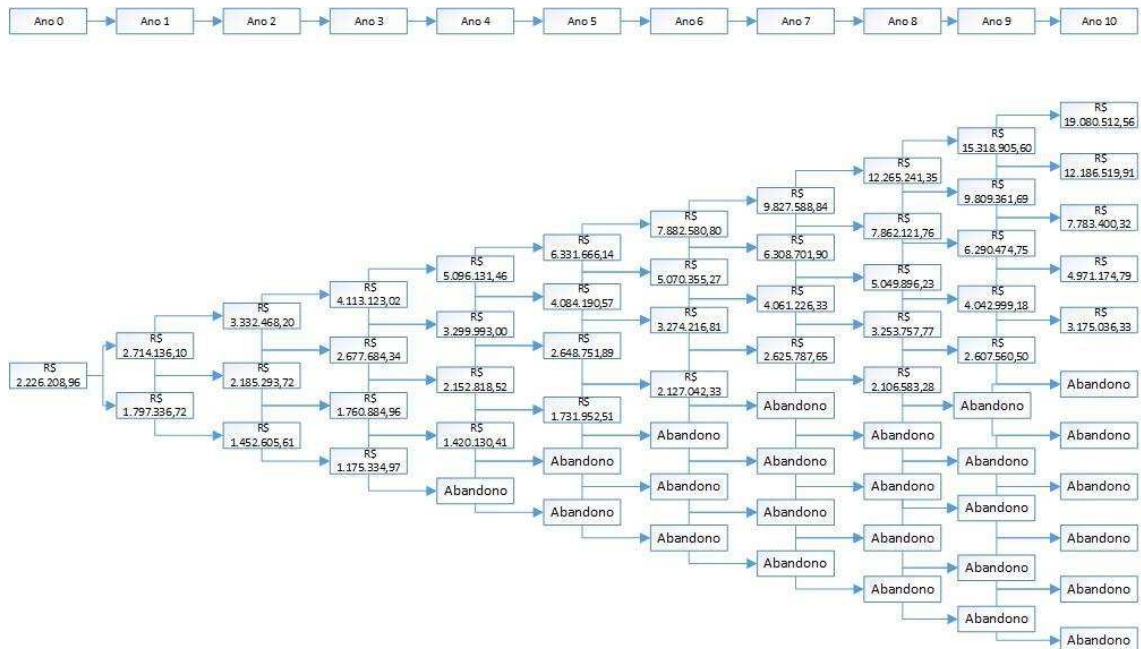 Ano 0
Ano 1
Ano 2
Ano 3
Ano 4
Ano 5
Ano 6
Ano 7
Ano 8
Ano 9
Ano 10
R$
2.226.208,96
R$
2.714.136,10
R$
1.797.336,72
R$
3.332.468,20
R$
2.185.293,72
R$
1.452.605,61
R$
4.113.123,02
R$
2.677.684,34
R$
1.760.884,96
R$
1.175.334,97
R$
5.096.131,46
R$
3.299.993,00
R$
2.152.818,52
R$
1.420.130,41
Abandono
R$
6.331.666,14
R$
4.084.190,57
R$
2.648.751,89
R$
1.731.952,51
Abandono
Abandono
R$
7.882.580,80
R$
5.070.355,27
R$
3.274.216,81
R$
2.127.042,33
Abandono
Abandono
Abandono
R$
9.827.588,84
R$
6.308.701,90
R$
4.061.226,33
R$
2.625.787,65
Abandono
Abandono
Abandono
Abandono
R$
12.265.241,35
R$
7.862.121,76
R$
5.049.896,23
R$
3.253.757,77
R$
2.106.583,28
Abandono
Abandono
Abandono
Abandono
R$
15.318.905,60
R$
9.809.361,69
R$
6.290.474,75
R$
4.042.999,18
R$
2.607.560,50
Abandono
Abandono
Abandono
Abandono
Abandono
R$
19.080.512,56
R$
12.186.519,91
R$
7.783.400,32
R$
4.971.174,79
R$
3.175.036,33
Abandono
Abandono
Abandono
Abandono
Abandono
Abandono